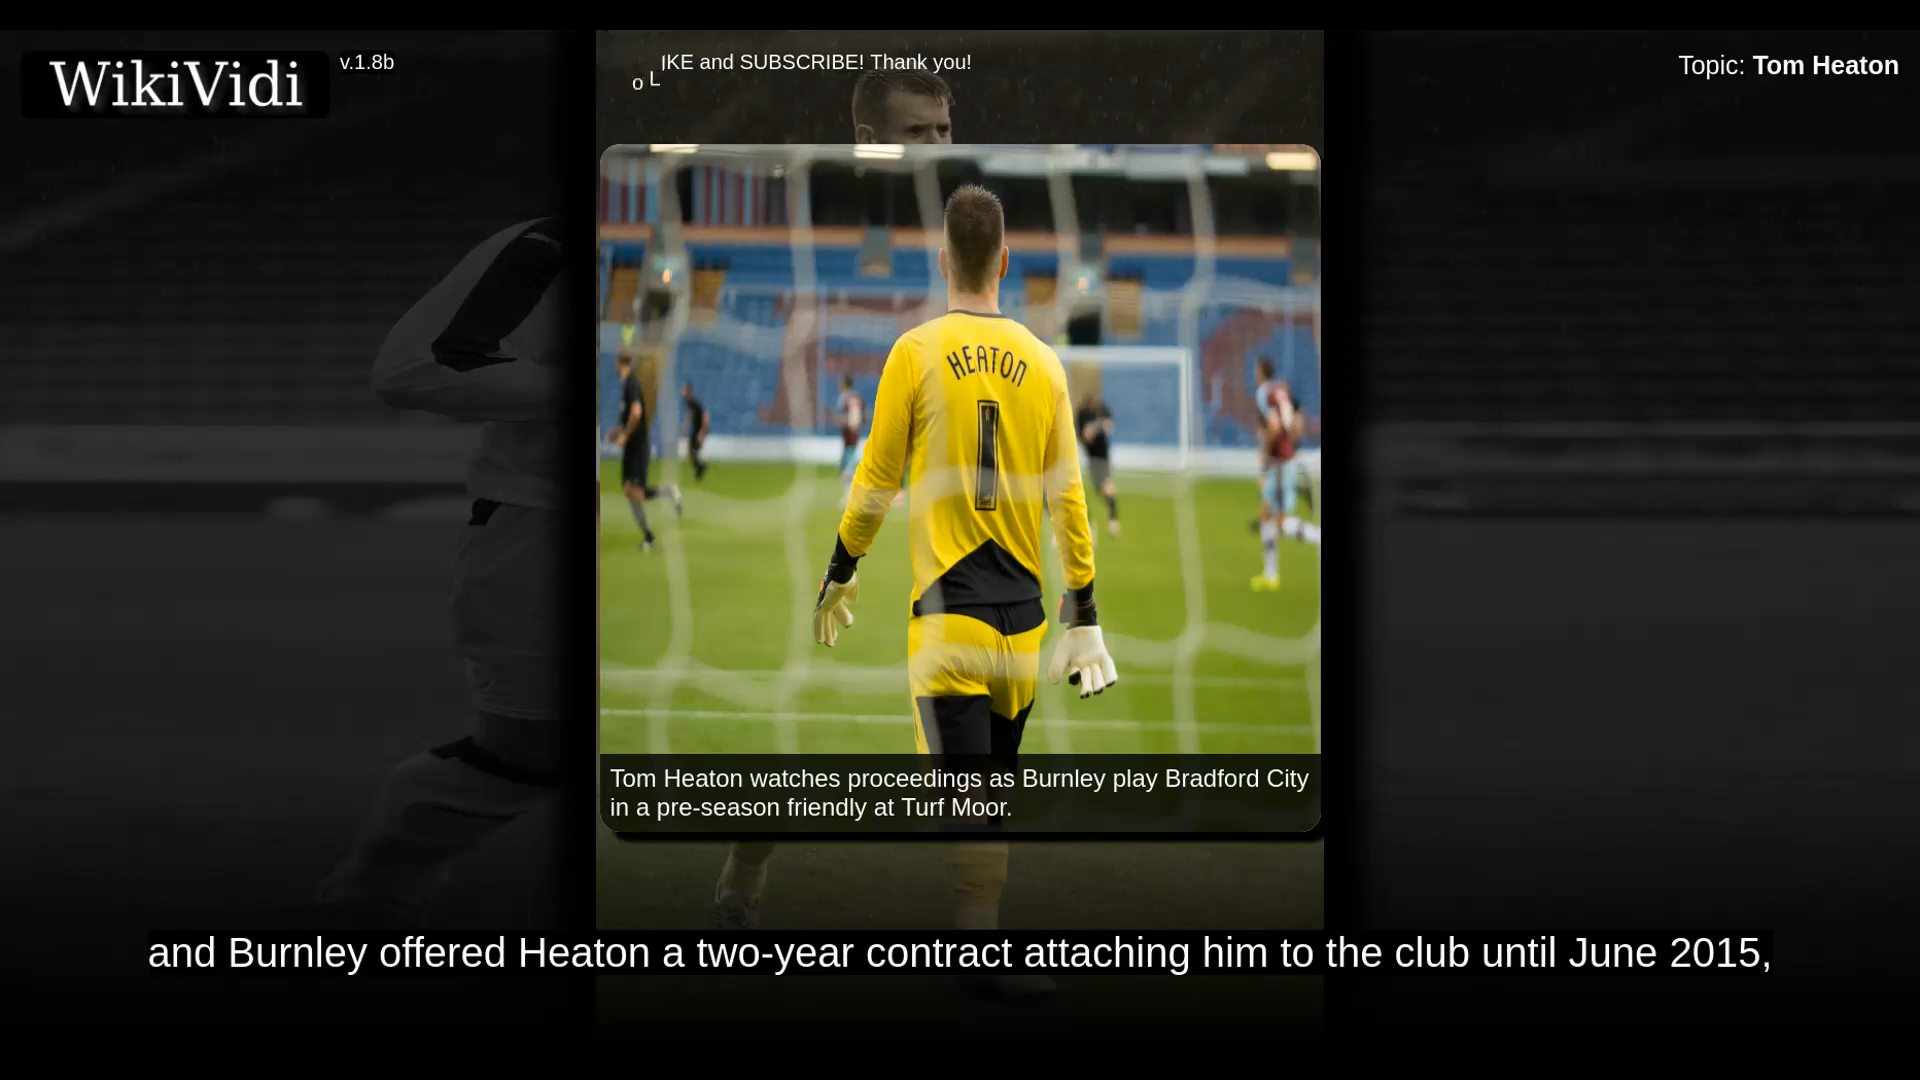 WikiVidi
v.1.8b
o LIKE and SUBSCRIBE! Thank you!
Topic: Tom Heaton
HEATON
1
Tom Heaton watches proceedings as Burnley play Bradford City
in a pre-season friendly at Turf Moor.
and Burnley offered Heaton a two-year contract attaching him to the club until June 2015,